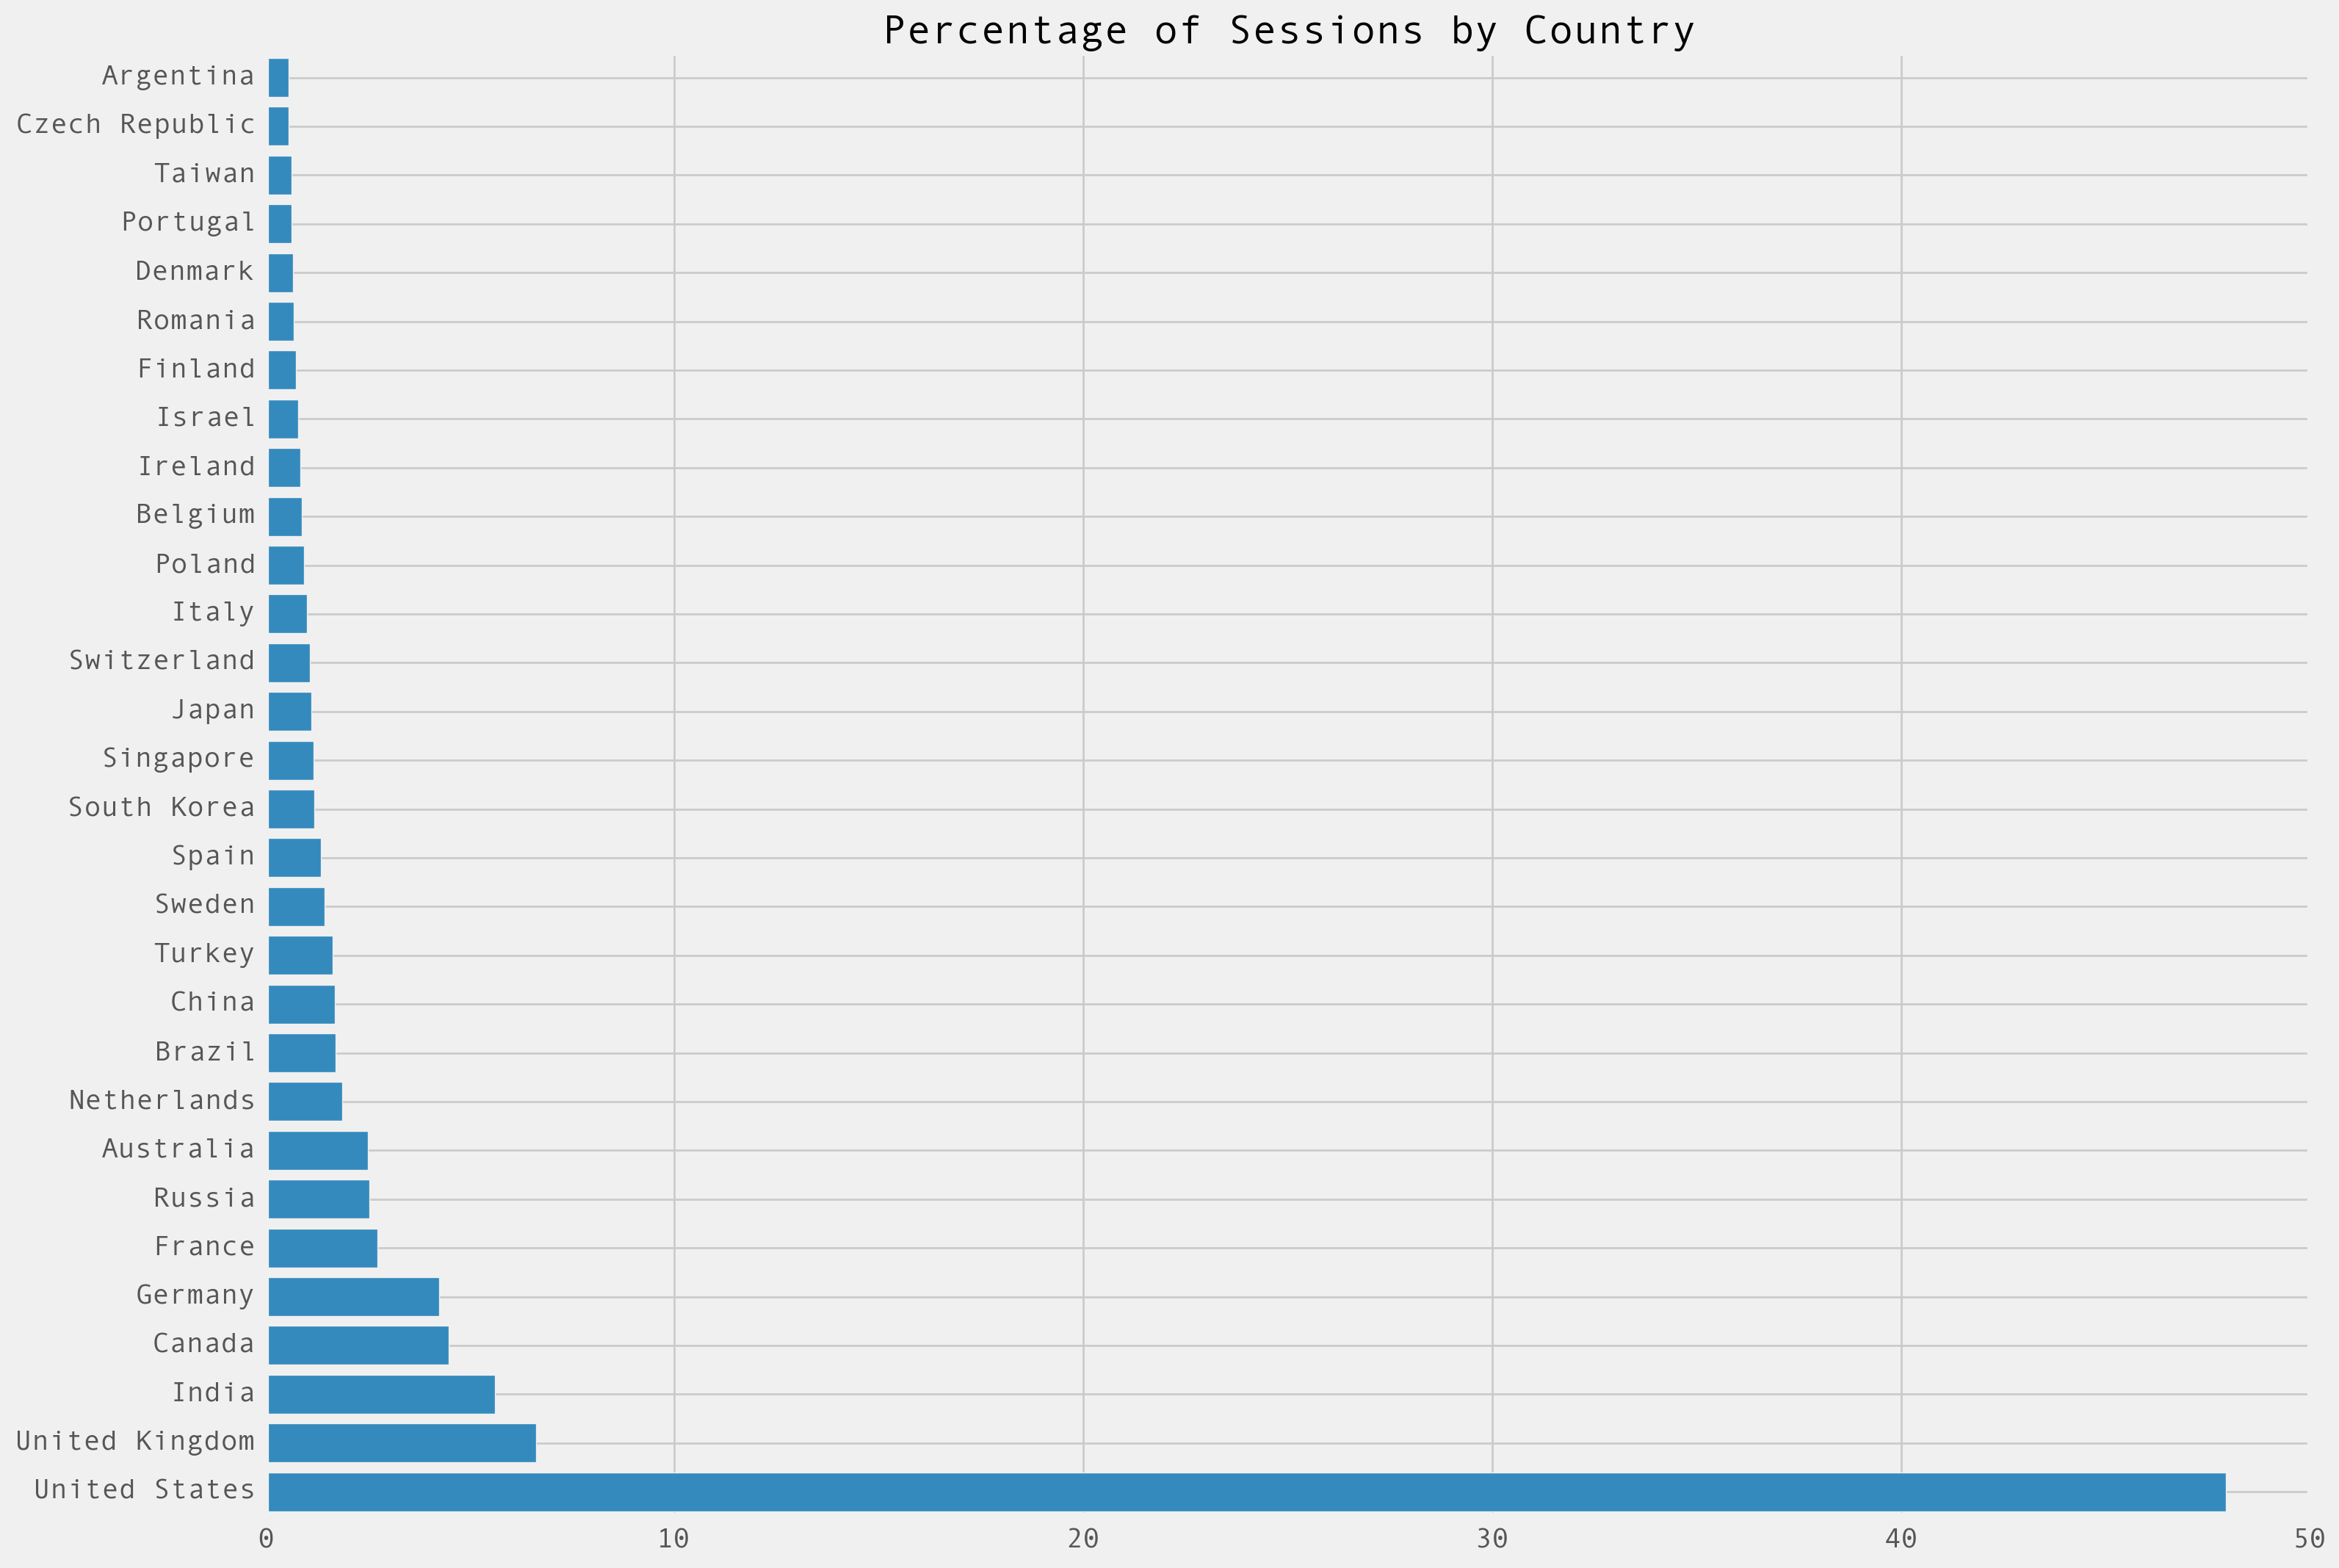 Percentage of Sessions by Country
Argentina
Czech Republic
Taiwan
Portugal
Denmark
Romania
Finland
Israel
Ireland
Belgium
Poland
Italy
Switzerland
Japan
Singapore
South Korea
Spain
Sweden
Turkey
China
Brazil
Netherlands
Australia
Russia
France
Germany
Canada
India
United Kingdom
United States
0 10 20 30 40 50